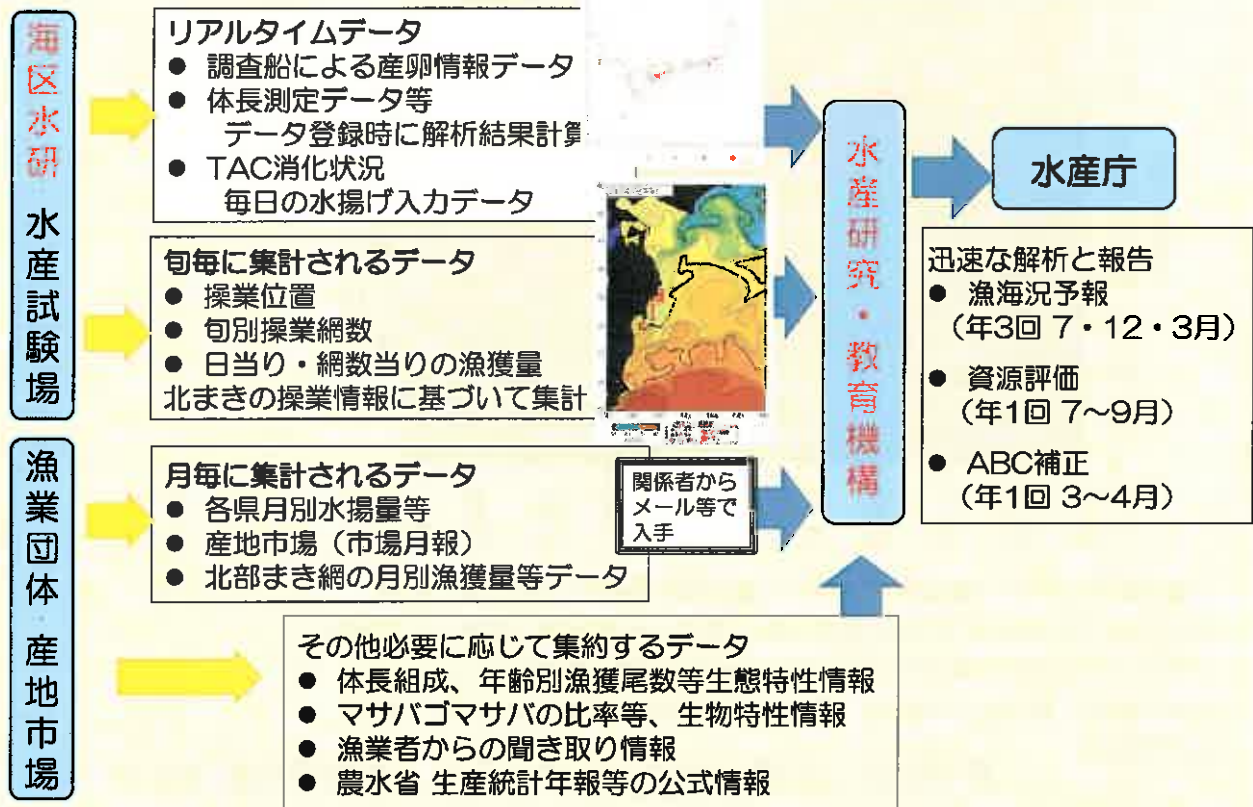 海区水研 水産試験場
漁業団体・産地市場
リアルタイムデータ
● 調査船による産卵情報データ
● 体長測定データ等
データ登録時に解析結果計算
● TAC消化状況
毎日の水揚げ入力データ
旬毎に集計されるデータ
● 操業位置
● 旬別操業網数
● 日当り・網数当りの漁獲量
北まきの操業情報に基づいて集計
月毎に集計されるデータ
● 各県月別水揚量等
● 産地市場（市場月報）
● 北部まき網の月別漁獲量等データ
関係者から
メール等で
入手
その他必要に応じて集約するデータ
● 体長組成、年齢別漁獲尾数等生態特性情報
● マサバゴマサバの比率等、生物特性情報
● 漁業者からの聞き取り情報
● 農水省 生産統計年報等の公式情報
水産研究・教育機構
水産庁
迅速な解析と報告
● 漁海況予報
（年3回 7・12・3月）
● 資源評価
（年1回 7〜9月）
● ABC補正
（年1回 3〜4月）